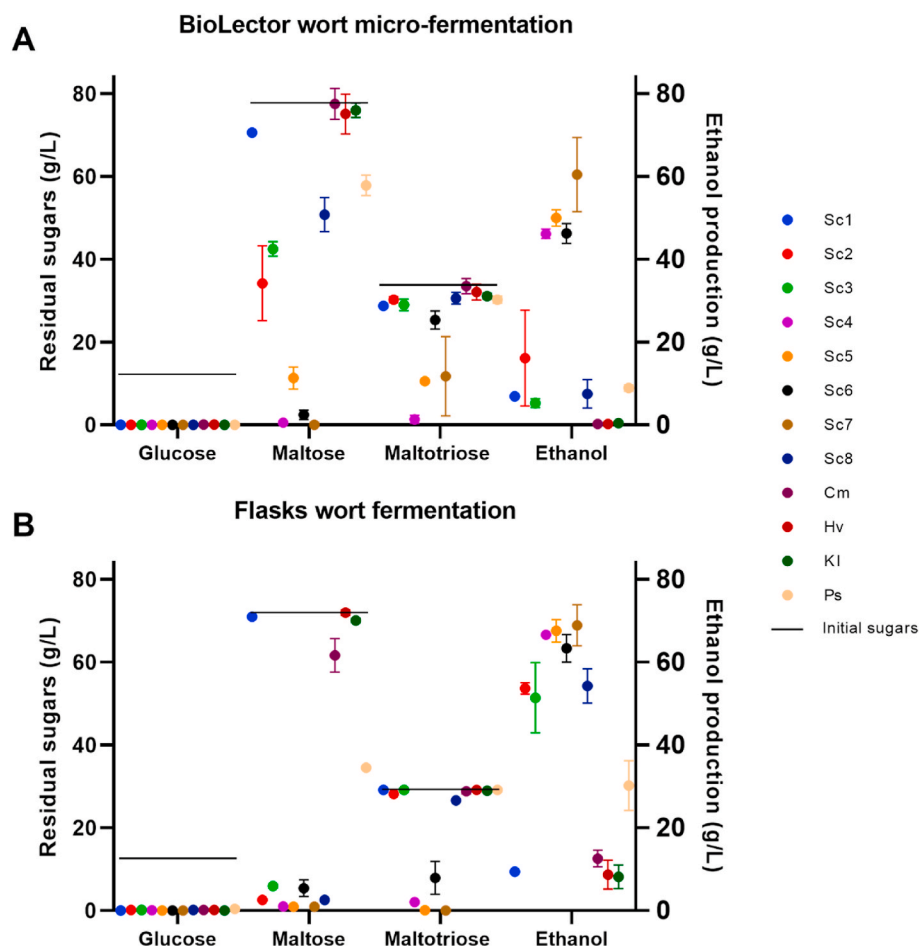 BioLector wort micro-fermentation
A
Residual sugars (g/L)
Ethanol production (g/L)
80
60
40
20
0
80
60
40
20
0
Glucose Maltose Maltotriose Ethanol
Flasks wort fermentation
B
Residual sugars (g/L)
Ethanol production (g/L)
80
60
40
20
0
80
60
40
20
0
Glucose Maltose Maltotriose Ethanol
Sc1
Sc2
Sc3
Sc4
Sc5
Sc6
Sc7
Sc8
Cm
Hv
Kl
Ps
Initial sugars